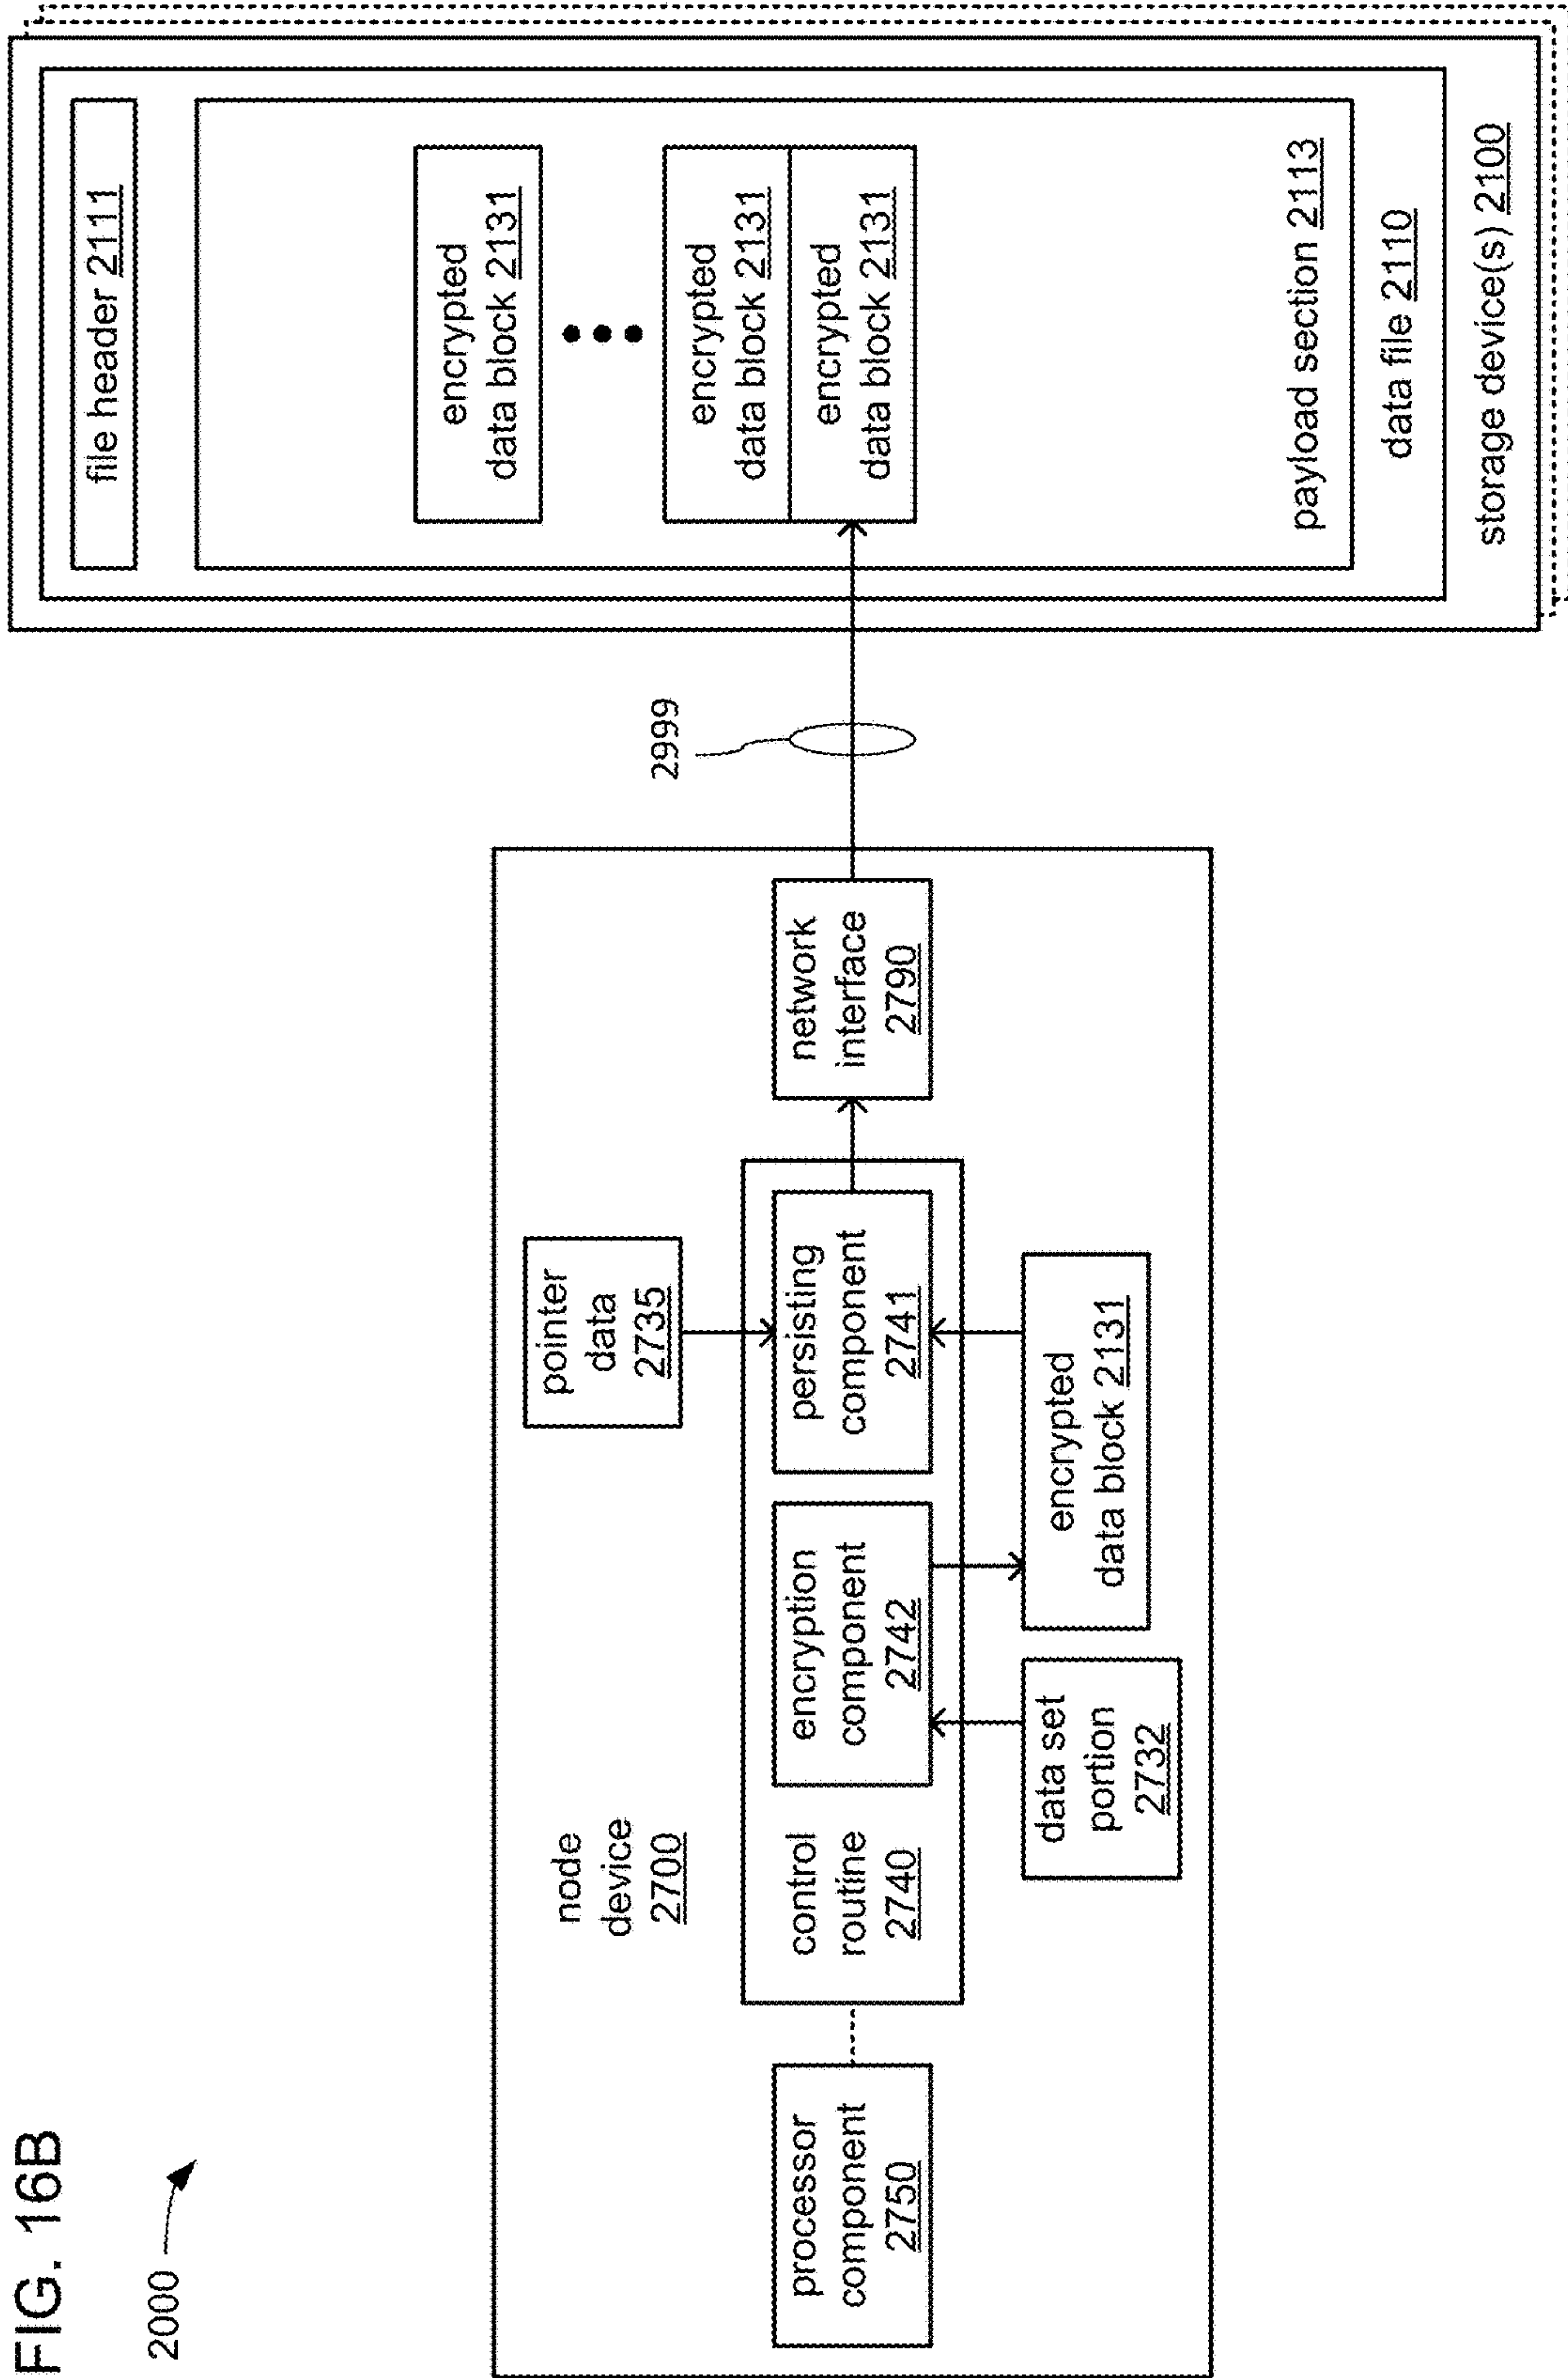 FIG. 16B
2000
node
device
2700
processor
component
2750
control
routine
2740
encryption
component
2742
persisting
component
2741
pointer
data
2735
data set
portion
2732
encrypted
data block 2131
network
interface
2790
2999
file header 2111
encrypted
data block 2131
encrypted
data block 2131
encrypted
data block 2131
payload section 2113
data file 2110
storage device(s) 2100